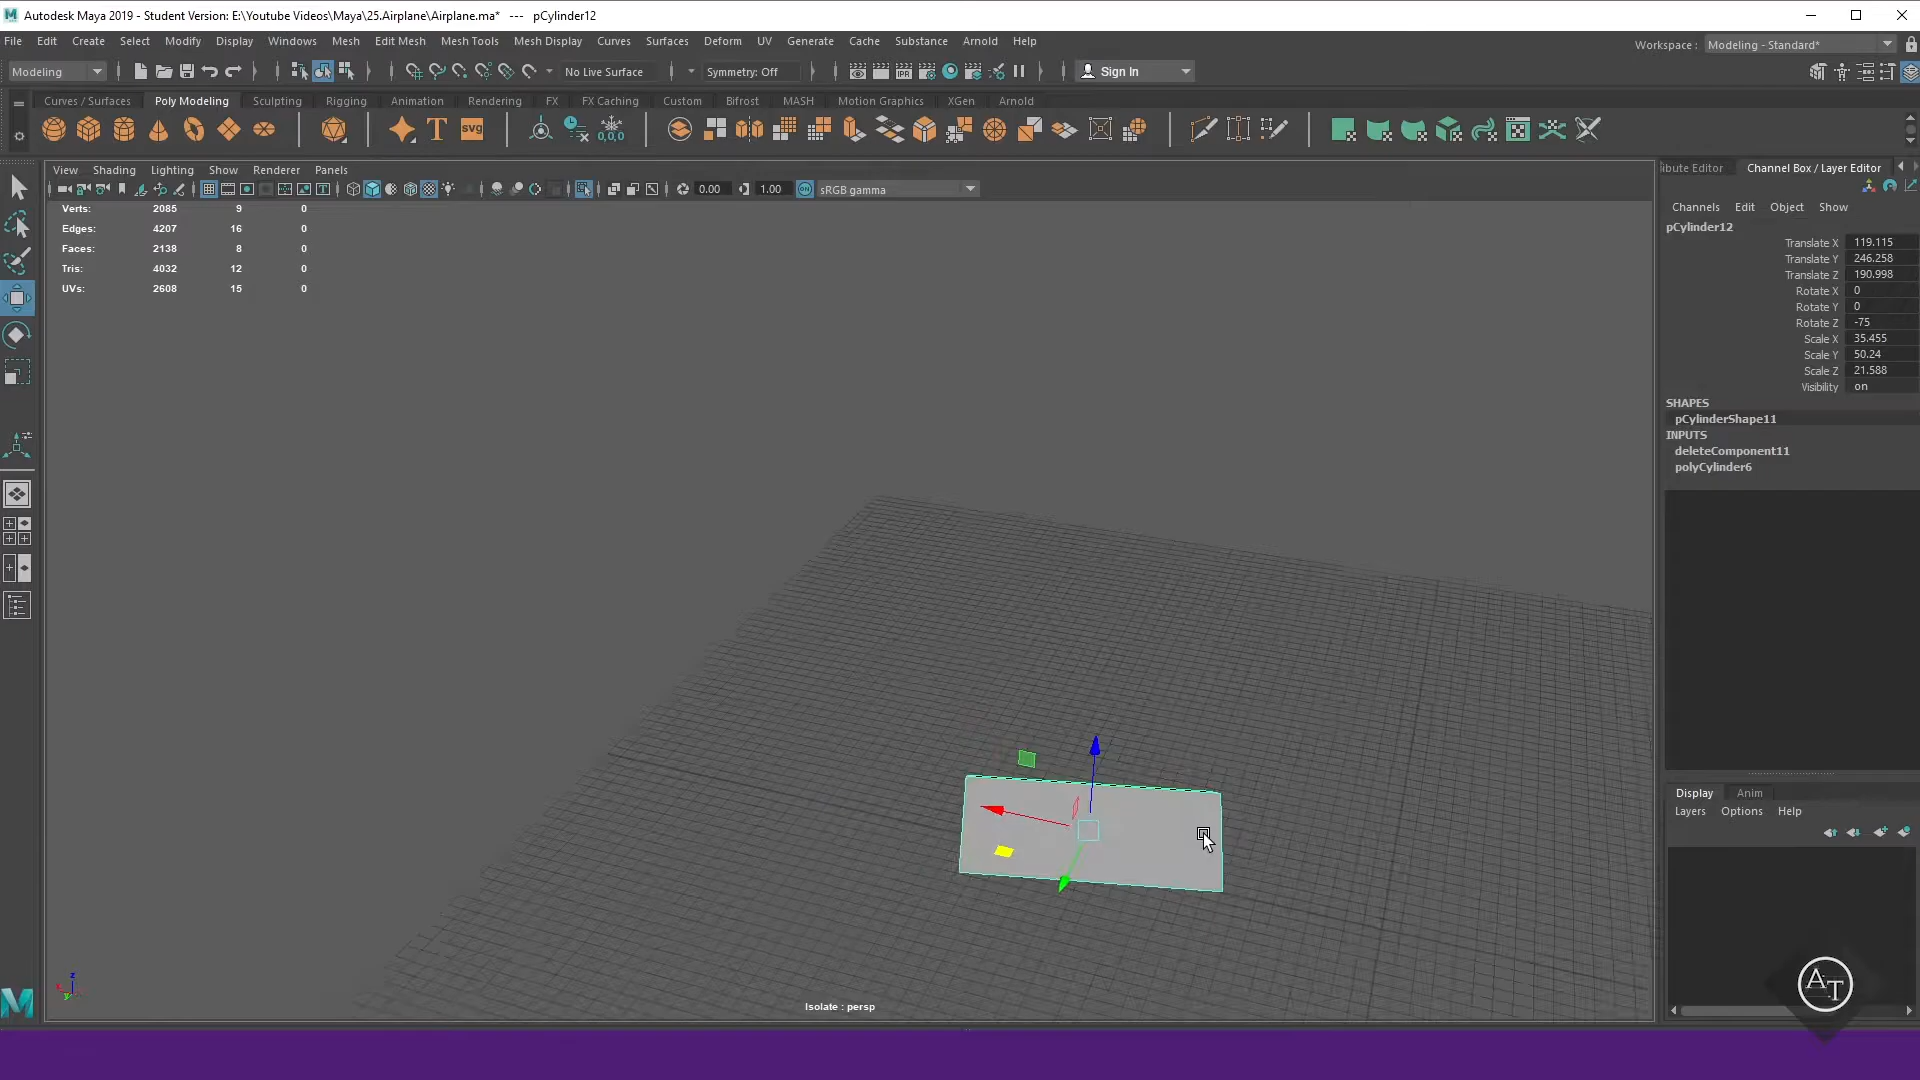 Autodesk Maya 2019 - Student Version: E:\Youtube Videos\Maya\25.Airplane\Airplane.ma* --- pCylinder12
File Edit Create Select Modify Display Windows Mesh Edit Mesh Mesh Tools Mesh Display Curves Surfaces Deform UV Generate Cache Substance Arnold Help
Workspace : Modeling - Standard*
Modeling No Live Surface Symmetry: Off IPR Sign In
Curves / Surfaces Poly Modeling Sculpting Rigging Animation Rendering FX FX Caching Custom Bifrost MASH Motion Graphics XGen Arnold
T svg 0,0,0
View Shading Lighting Show Renderer Panels
0.00 1.00 ON sRGB gamma
Verts: 2085 9 0
Edges: 4207 16 0
Faces: 2138 8 0
Tris: 4032 12 0
UVs: 2608 15 0
ibute Editor Channel Box / Layer Editor
Channels Edit Object Show
pCylinder12
Translate X 119.115
Translate Y 246.258
Translate Z 190.998
Rotate X 0
Rotate Y 0
Rotate Z -75
Scale X 35.455
Scale Y 50.24
Scale Z 21.588
Visibility on
SHAPES
pCylinderShape11
INPUTS
deleteComponent11
polyCylinder6
Display Anim
Layers Options Help
z
Isolate : persp
AT